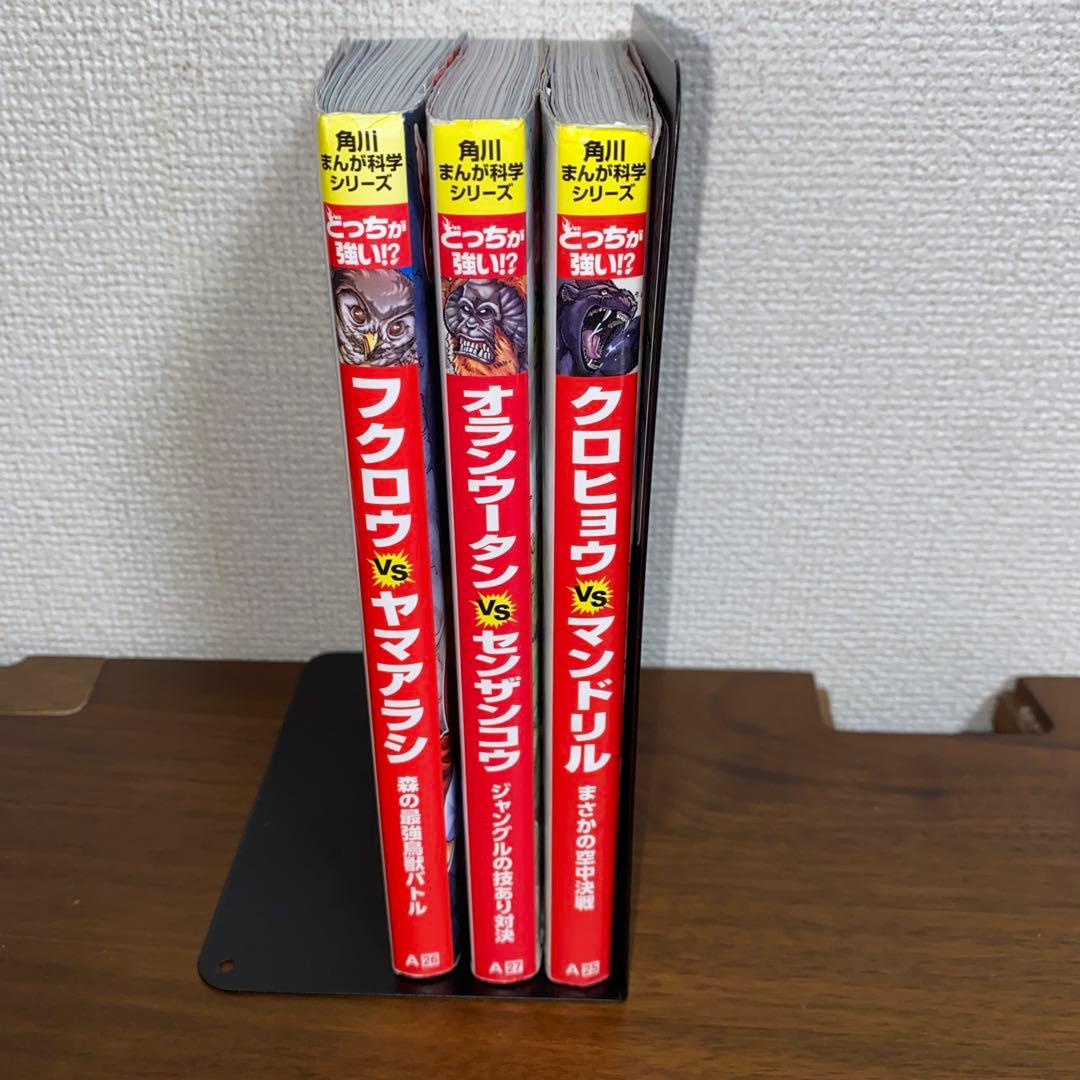 角川
まんが科学
シリーズ
どっちが
強い!?
フクロウ
VS
ヤマアラシ
森の最強鳥獣バトル
A26
角川
まんが科学
シリーズ
どっちが
強い!?
オランウータン
VS
センザンコウ
ジャングルの技あり対決
A27
角川
まんが科学
シリーズ
どっちが
強い!?
クロヒョウ
VS
マンドリル
まさかの空中決戦
A25